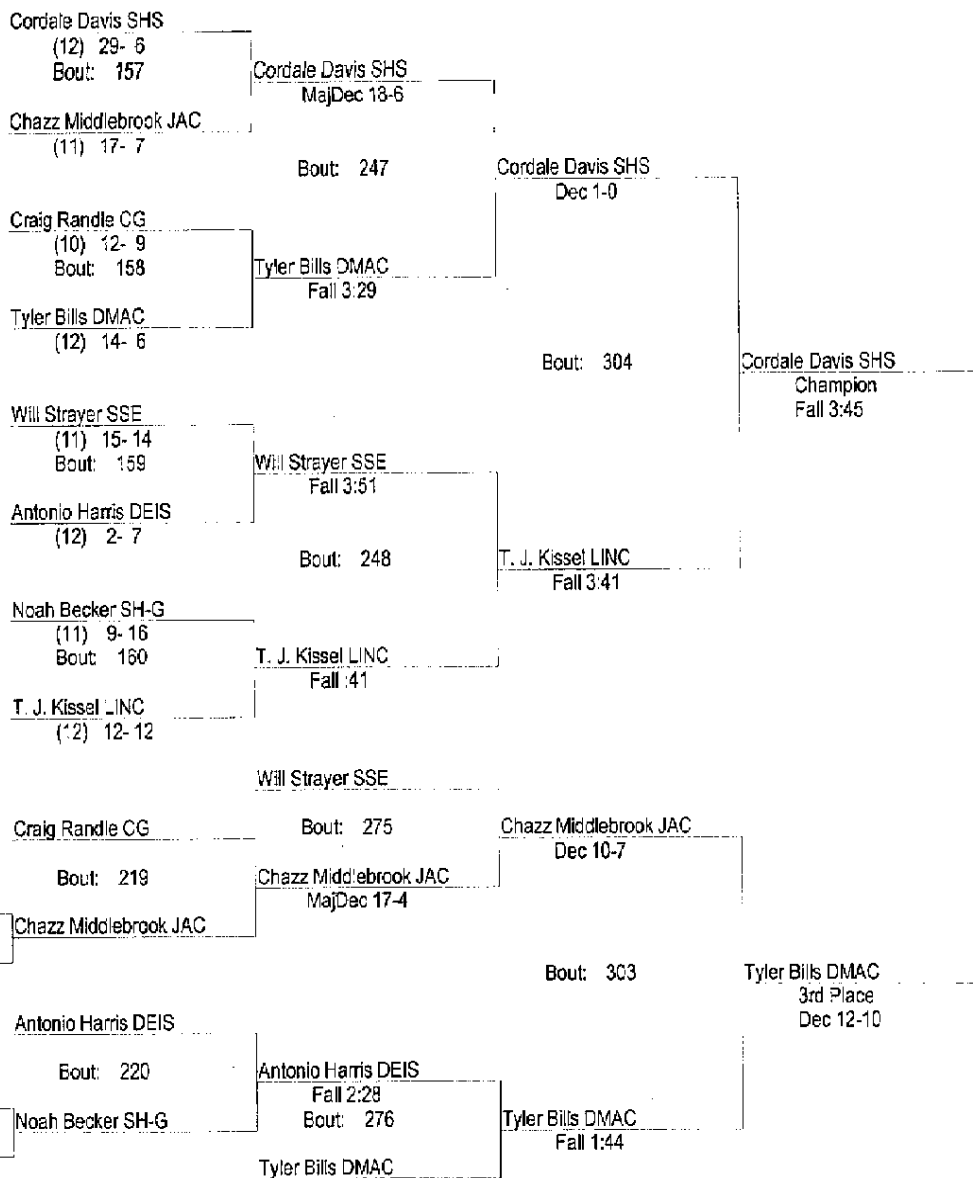 Cordale Davis SHS
(12) 29- 6
Bout: 157
Cordale Davis SHS
MajDec 18-6
Chazz Middlebrook JAC
(11) 17- 7
Bout: 247
Cordale Davis SHS
Dec 1-0
Craig Randle CG
(10) 12- 9
Bout: 158
Tyler Bills DMAC
Fall 3:29
Tyler Bills DMAC
(12) 14- 6
Bout: 304
Cordale Davis SHS
Champion
Fall 3:45
Will Strayer SSE
(11) 15- 14
Bout: 159
Will Strayer SSE
Fall 3:51
Antonio Harris DEIS
(12) 2- 7
Bout: 248
T. J. Kissel LINC
Fall 3:41
Noah Becker SH-G
(11) 9- 16
Bout: 160
T. J. Kissel LINC
Fall :41
T. J. Kissel LINC
(12) 12- 12
Will Strayer SSE
Craig Randle CG
Bout: 275
Chazz Middlebrook JAC
Dec 10-7
Bout: 219
Chazz Middlebrook JAC
MajDec 17-4
Chazz Middlebrook JAC
Bout: 303
Tyler Bills DMAC
3rd Place
Dec 12-10
Antonio Harris DEIS
Bout: 220
Antonio Harris DEIS
Fall 2:28
Noah Becker SH-G
Bout: 276
Tyler Bills DMAC
Fall 1:44
Tyler Bills DMAC